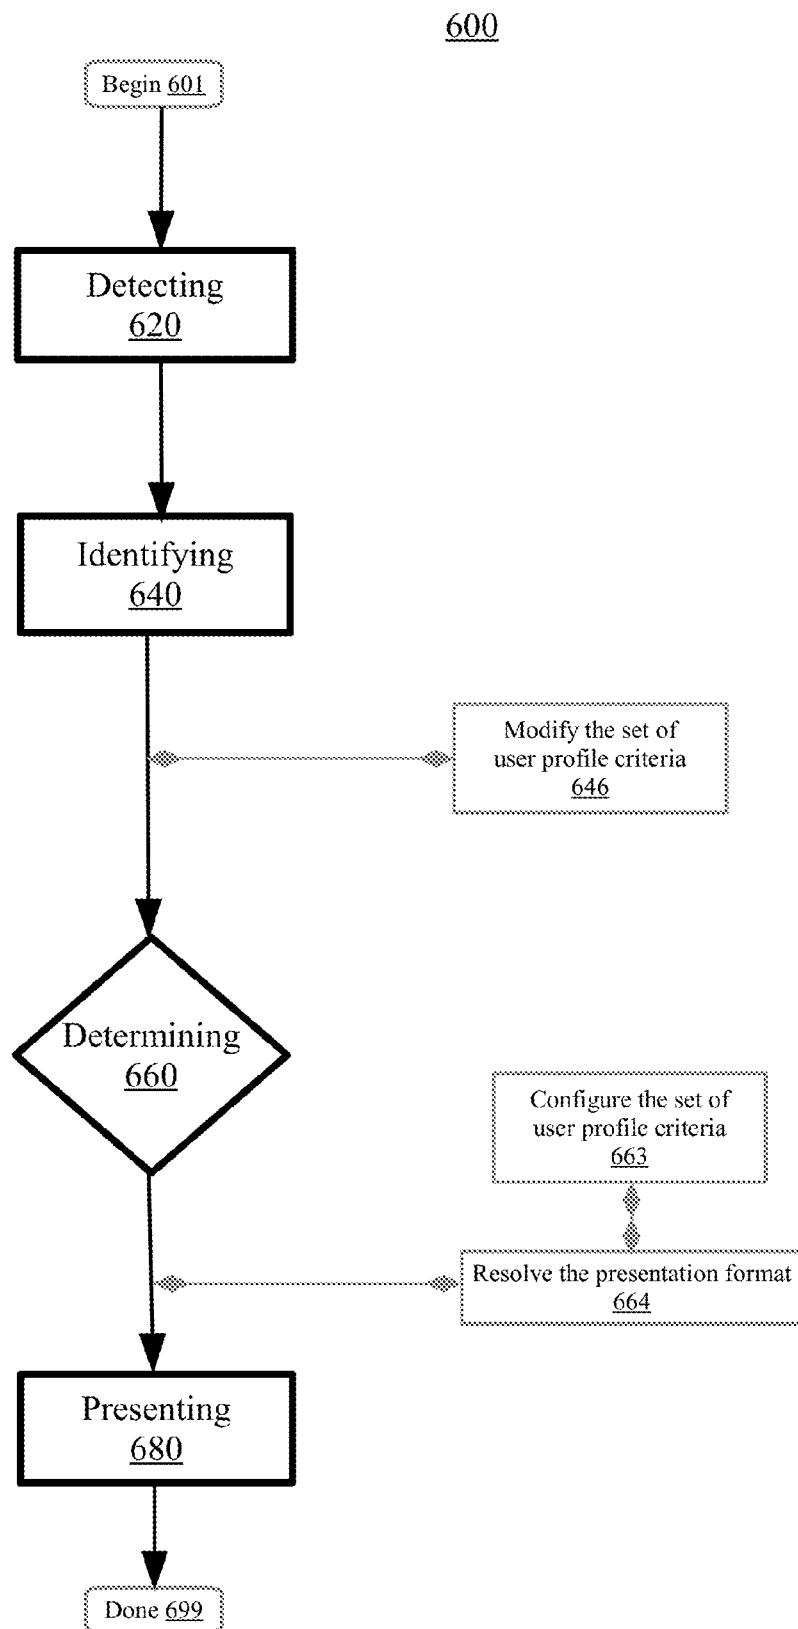 600
Begin 601
Detecting
620
Identifying
640
Modify the set of
user profile criteria
646
Determining
660
Configure the set of
user profile criteria
663
Resolve the presentation format
664
Presenting
680
Done 699